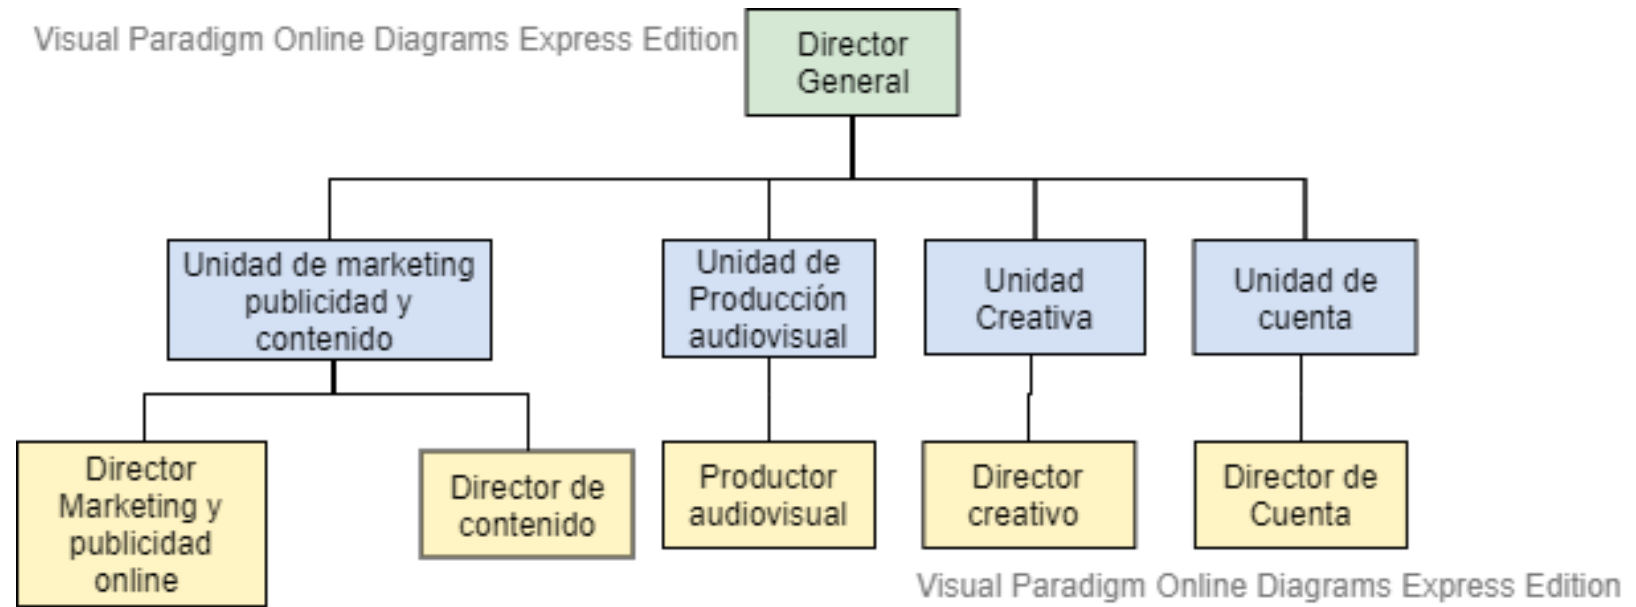 Visual Paradigm Online Diagrams Express Edition
Director
General
Unidad de marketing
publicidad y
contenido
Unidad de
Producción
audiovisual
Unidad
Creativa
Unidad de
cuenta
Director
Marketing y
publicidad
online
Director de
contenido
Productor
audiovisual
Director
creativo
Director de
Cuenta
Visual Paradigm Online Diagrams Express Edition